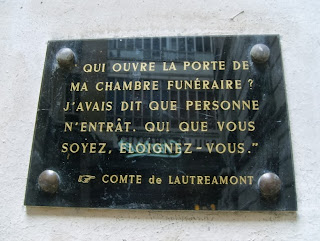 " QUI OUVRE LA PORTE DE
MA CHAMBRE FUNÉRAIRE ?
J'AVAIS DIT QUE PERSONNE
N'ENTRÂT. QUI QUE VOUS
SOYEZ, ELOIGNEZ-VOUS."
☞ COMTE de LAUTREAMONT